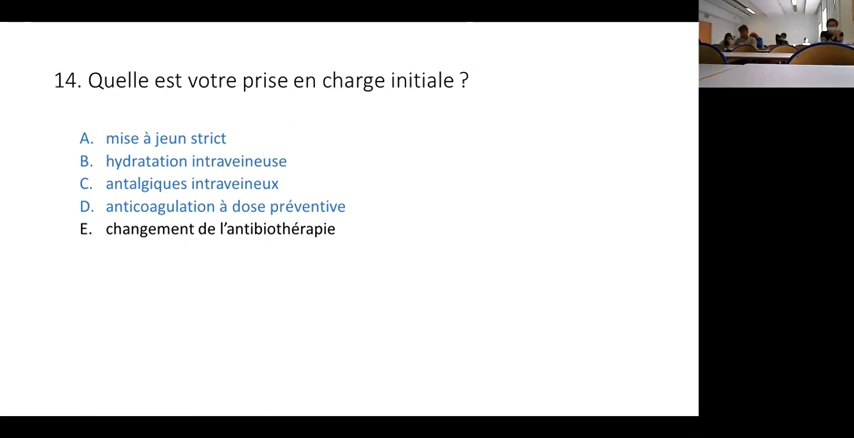 14. Quelle est votre prise en charge initiale ?
A. mise à jeun strict
B. hydratation intraveineuse
C. antalgiques intraveineux
D. anticoagulation à dose préventive
E. changement de l'antibiothérapie